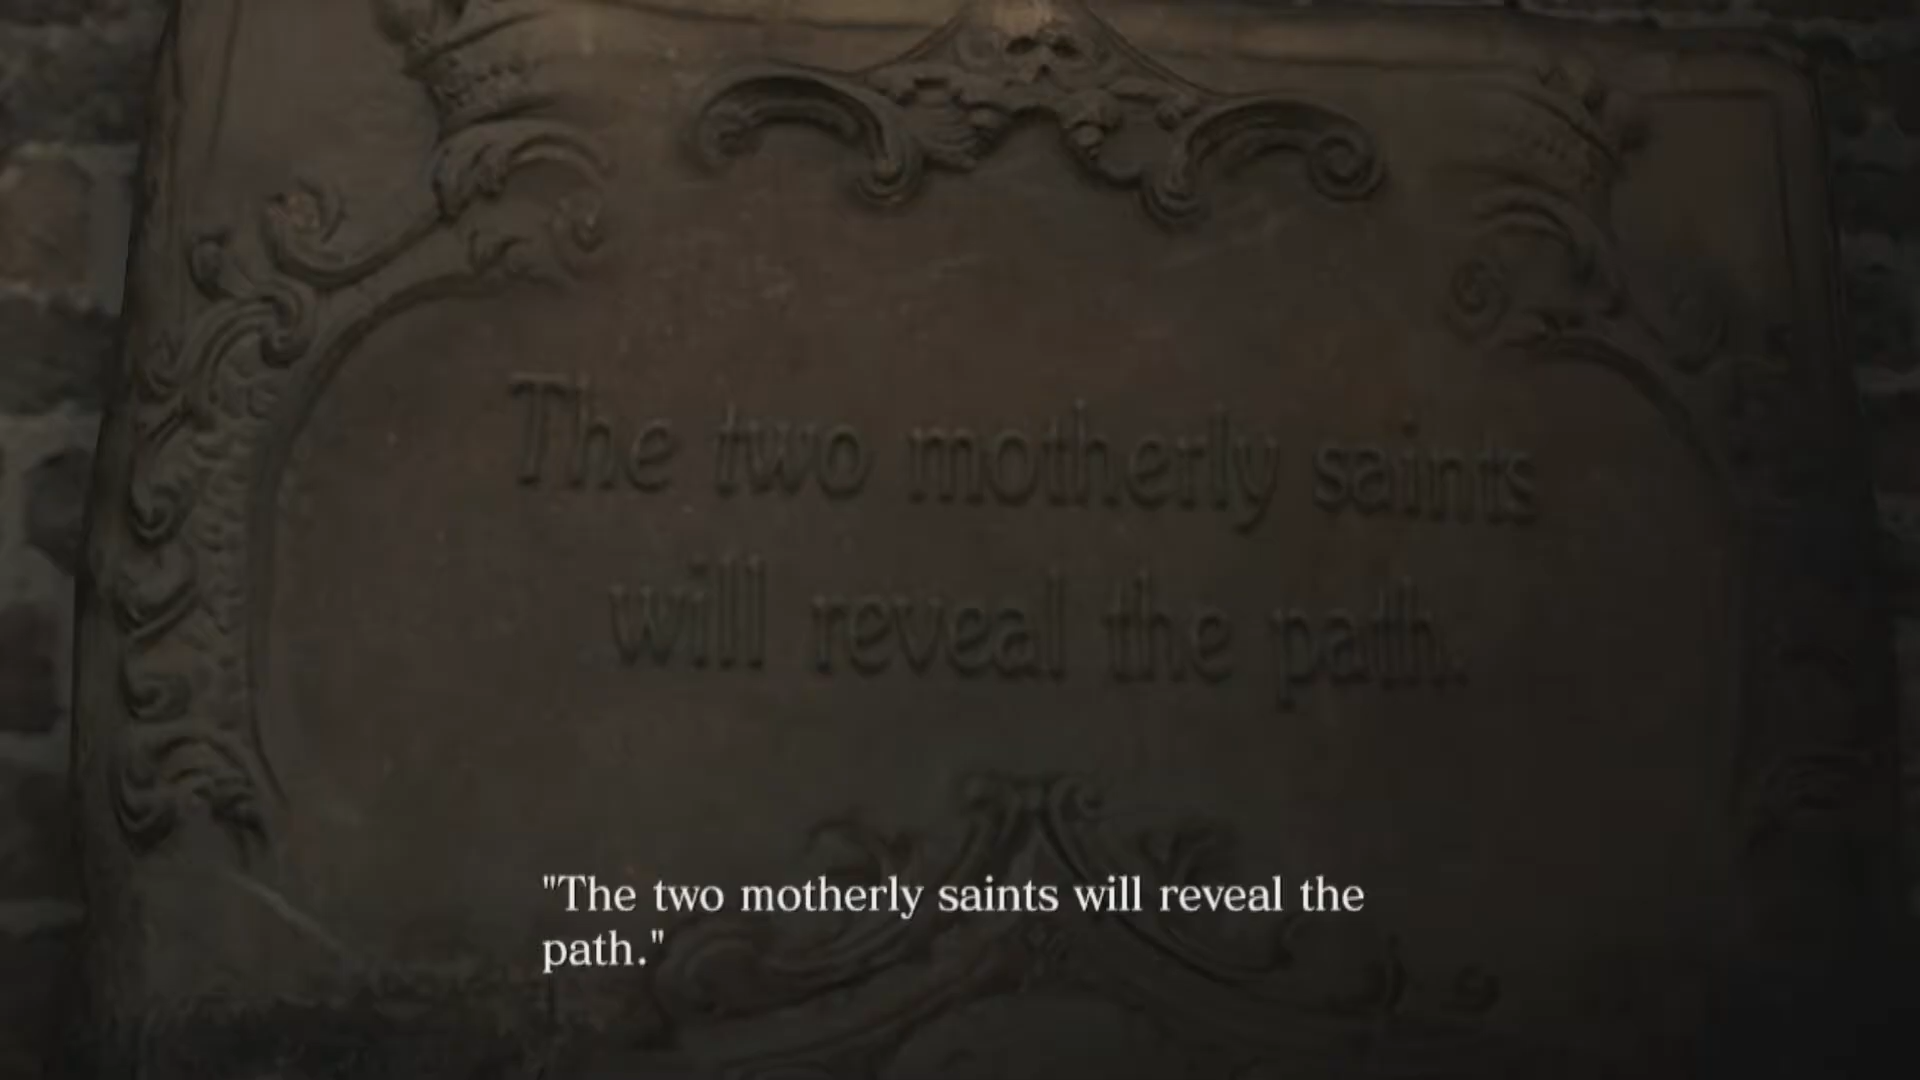 The two motherly saints
will reveal the path.
"The two motherly saints will reveal the
path."